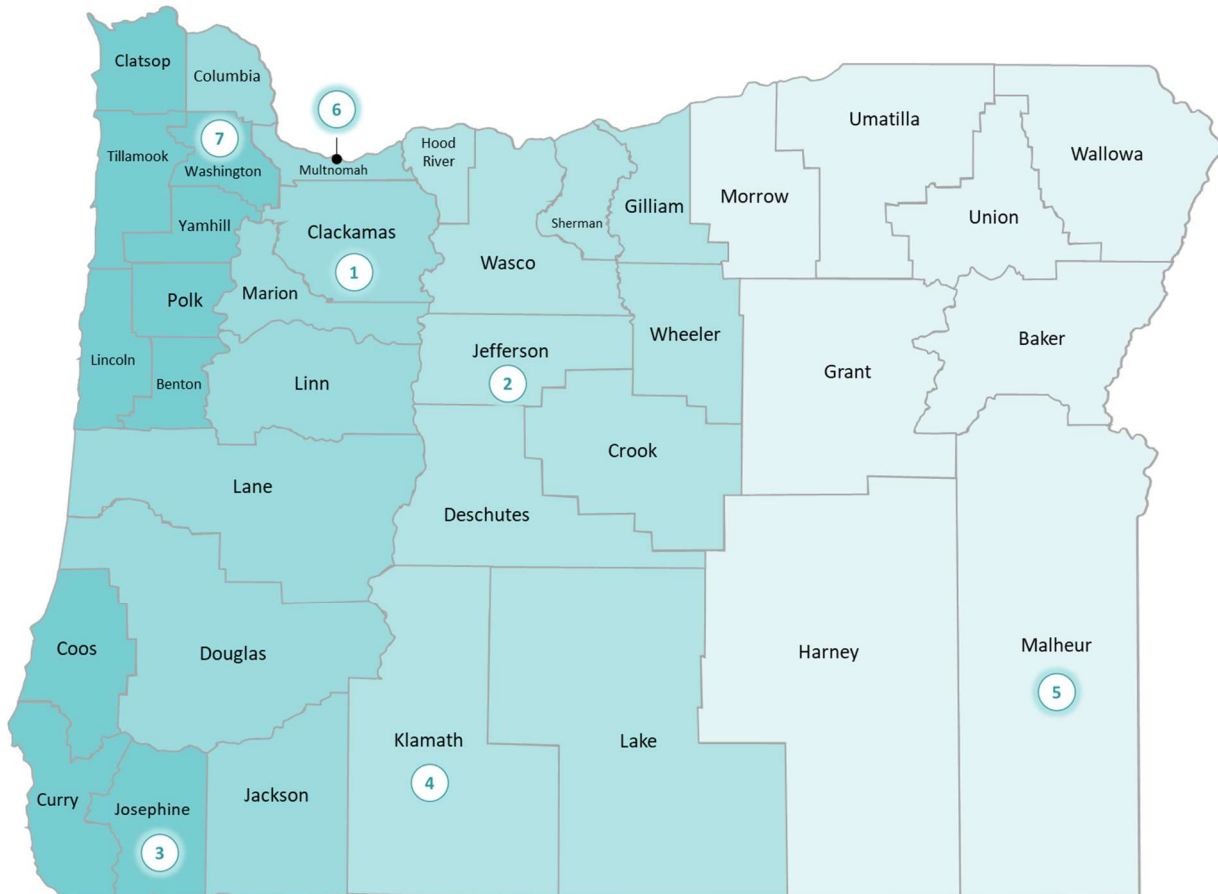 Clatsop
Columbia
6
7
Tillamook
Washington
Multnomah
Hood
River
Umatilla
Wallowa
Morrow
Union
Gilliam
Sherman
Yamhill
Clackamas
Wasco
1
Marion
Polk
Wheeler
Baker
Jefferson
Lincoln
Benton
Linn
2
Grant
Crook
Lane
Deschutes
Coos
Douglas
Harney
Malheur
5
Klamath
Lake
4
Curry
Josephine
Jackson
3